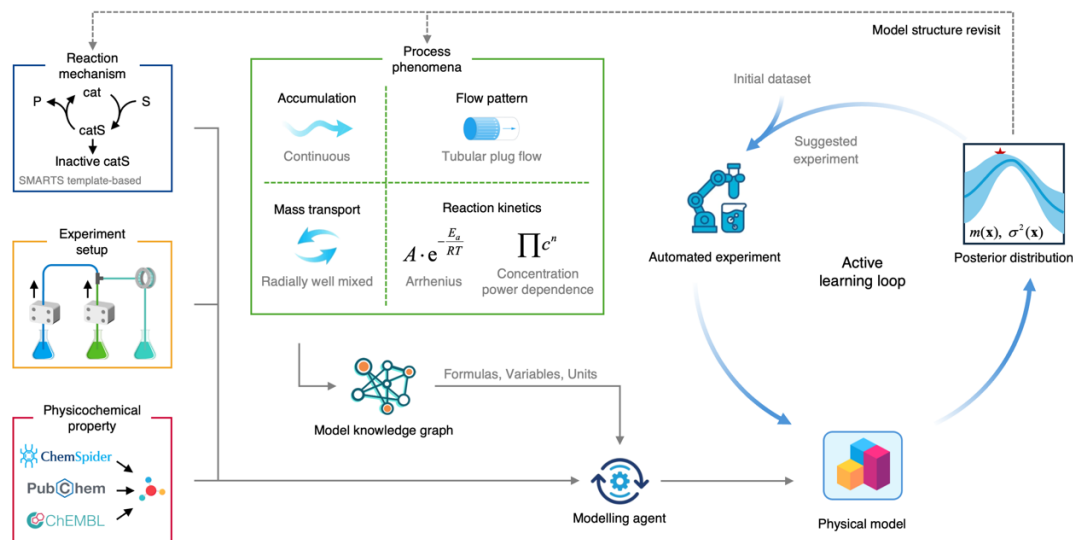 Model structure revisit
Reaction
mechanism
P
cat
S
catS
Inactive catS
SMARTS template-based
Process
phenomena
Accumulation
Continuous
Flow pattern
Tubular plug flow
Mass transport
Radially well mixed
Reaction kinetics
A · e^{-\frac{E_a}{RT}}
Arrhenius
∏cⁿ
Concentration
power dependence
Experiment
setup
Physicochemical
property
ChemSpider
PubChem
ChEMBL
Model knowledge graph
Formulas, Variables, Units
Modelling agent
Initial dataset
Suggested
experiment
Automated experiment
Active
learning loop
m(x), σ²(x)
Posterior distribution
Physical model